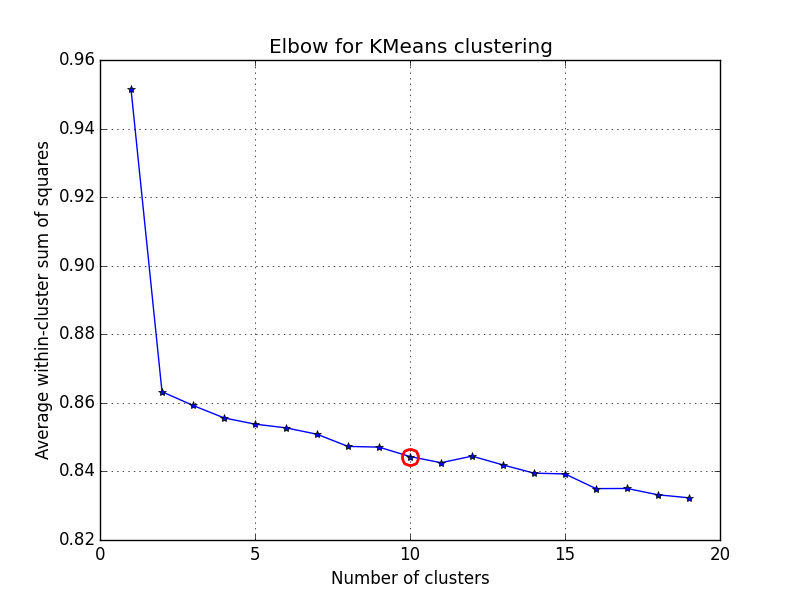 Elbow for KMeans clustering
0.96
0.94
0.92
0.90
0.88
0.86
0.84
0.82
Average within-cluster sum of squares
0 5 10 15 20
Number of clusters